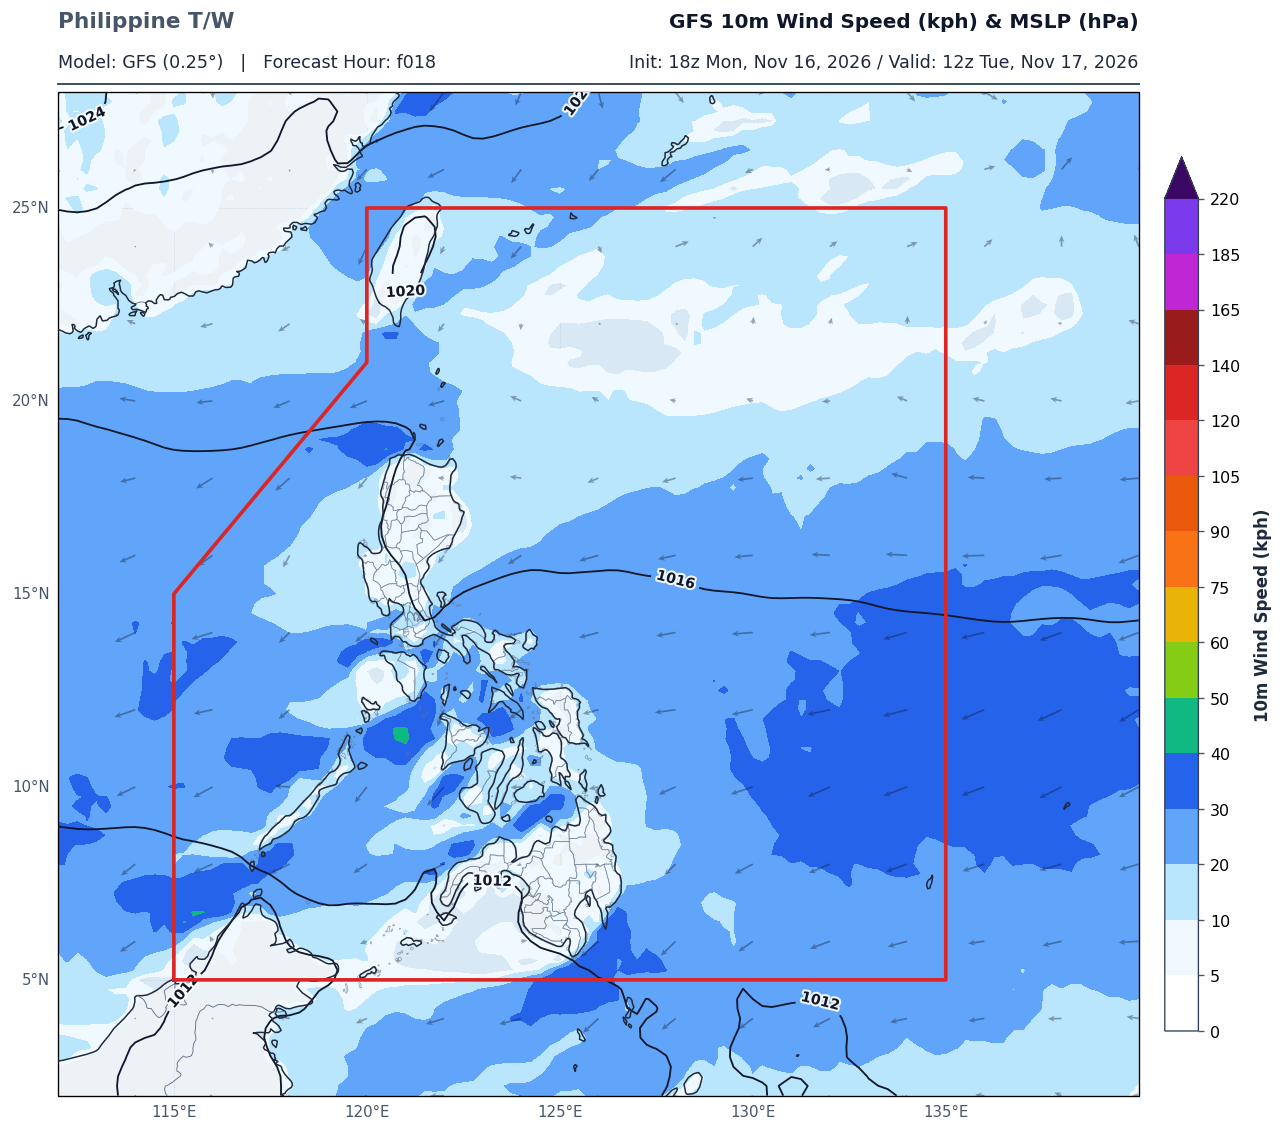 Philippine T/W
GFS 10m Wind Speed (kph) & MSLP (hPa)
Model: GFS (0.25°) | Forecast Hour: f018
Init: 18z Mon, Nov 16, 2026 / Valid: 12z Tue, Nov 17, 2026
1024
102
25°N
1020
20°N
1016
15°N
10°N
1012
5°N
1012
1012
115°E
120°E
125°E
130°E
135°E
220
185
165
140
120
105
90
75
60
50
40
30
20
10
5
0
10m Wind Speed (kph)